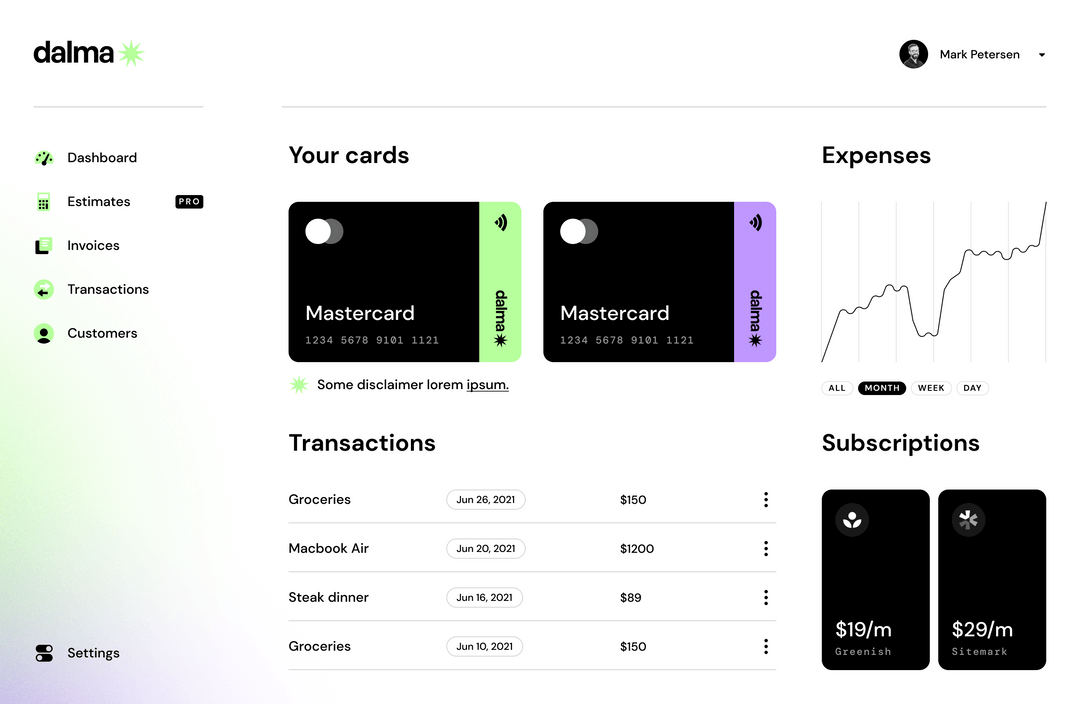 dalma
Mark Petersen
Dashboard
Estimates PRO
Invoices
Transactions
Customers
Settings
Your cards
Mastercard
1234 5678 9101 1121
dalma
Mastercard
1234 5678 9101 1121
dalma
Some disclaimer lorem ipsum.
Expenses
ALL MONTH WEEK DAY
Transactions
Groceries Jun 26, 2021 $150
Macbook Air Jun 20, 2021 $1200
Steak dinner Jun 16, 2021 $89
Groceries Jun 10, 2021 $150
Subscriptions
$19/m
Greenish
$29/m
Sitemark